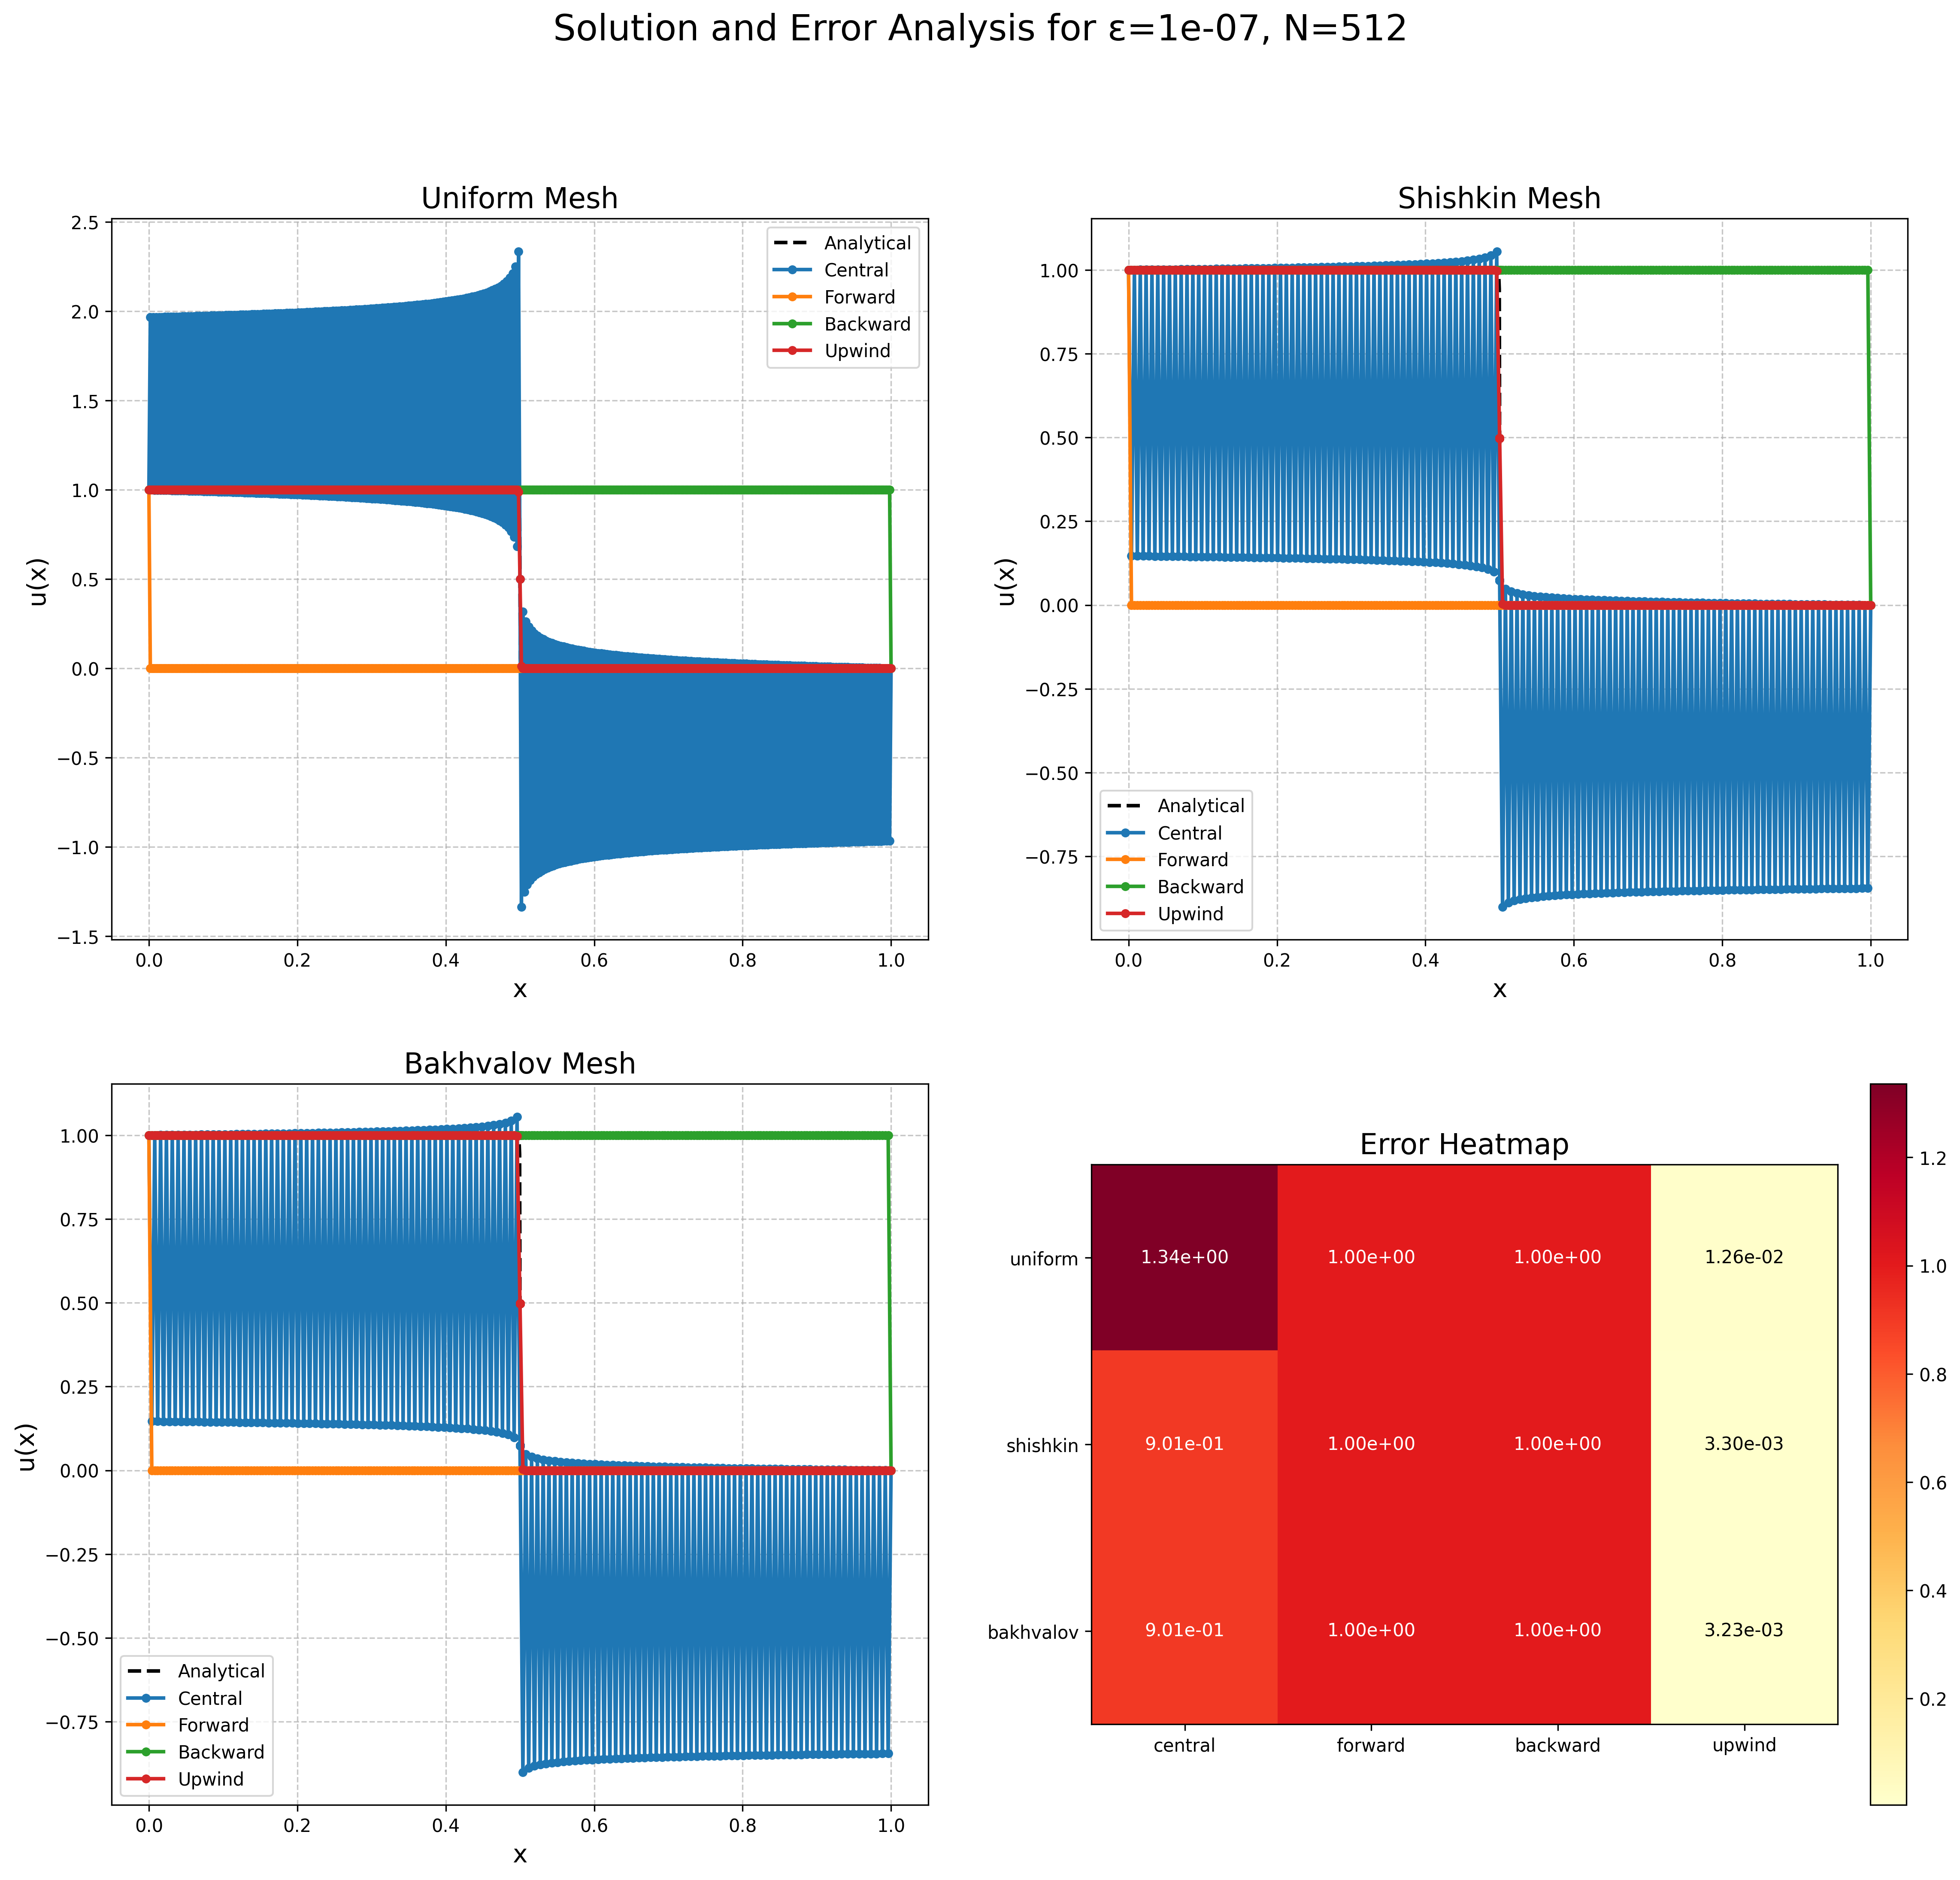 Solution and Error Analysis for ε=1e-07, N=512
Uniform Mesh
2.5
2.0
1.5
1.0
0.5
0.0
−0.5
−1.0
−1.5
u(x)
0.0 0.2 0.4 0.6 0.8 1.0
x
Analytical
Central
Forward
Backward
Upwind
Shishkin Mesh
1.00
0.75
0.50
0.25
0.00
−0.25
−0.50
−0.75
u(x)
0.0 0.2 0.4 0.6 0.8 1.0
x
Analytical
Central
Forward
Backward
Upwind
Bakhvalov Mesh
1.00
0.75
0.50
0.25
0.00
−0.25
−0.50
−0.75
u(x)
0.0 0.2 0.4 0.6 0.8 1.0
x
Analytical
Central
Forward
Backward
Upwind
Error Heatmap
uniform 1.34e+00 1.00e+00 1.00e+00 1.26e-02
shishkin 9.01e-01 1.00e+00 1.00e+00 3.30e-03
bakhvalov 9.01e-01 1.00e+00 1.00e+00 3.23e-03
central forward backward upwind
1.2
1.0
0.8
0.6
0.4
0.2